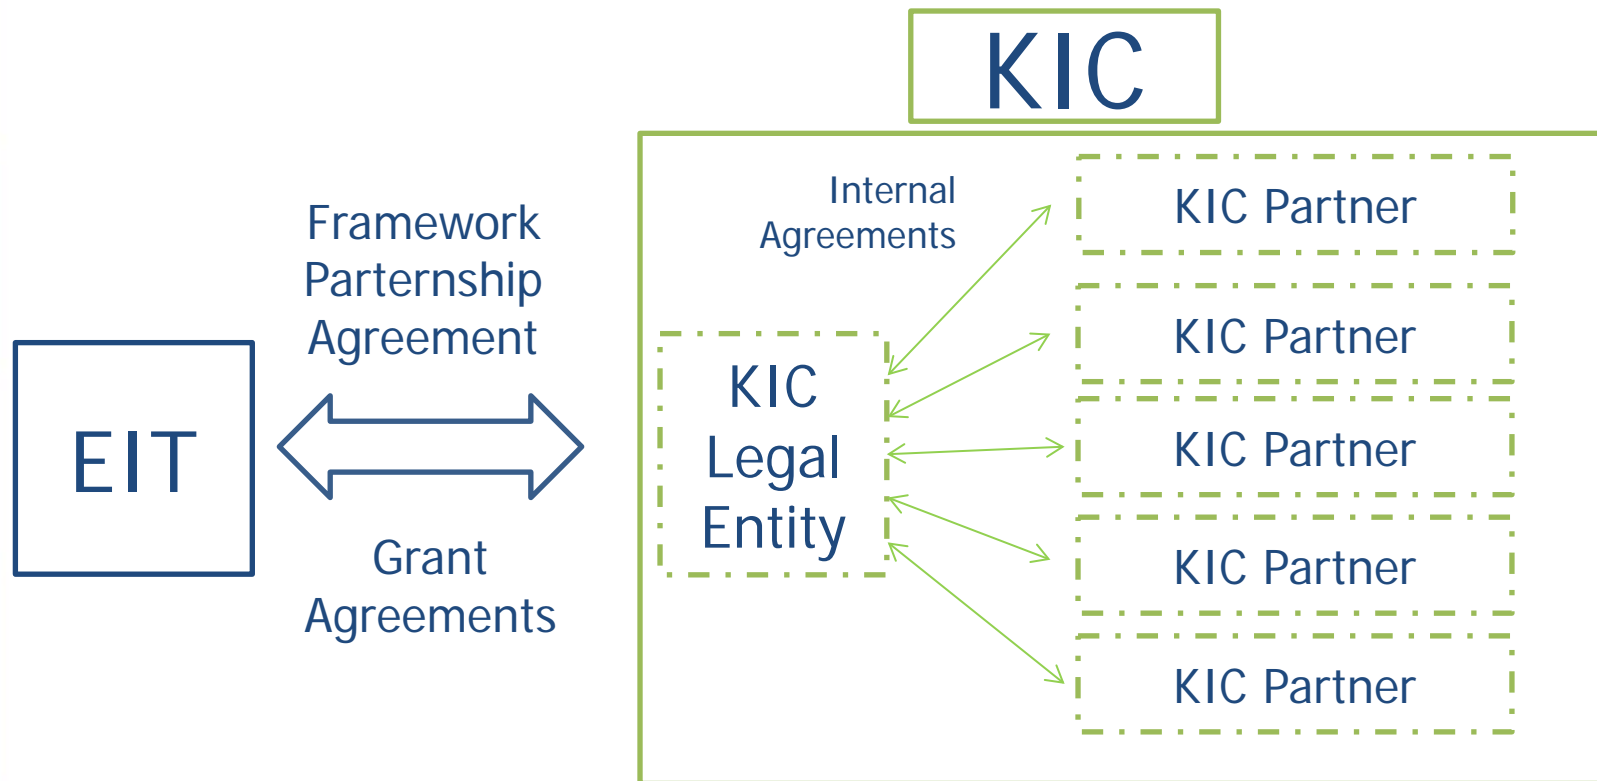 KIC
Internal
Agreements
KIC Partner
Framework
Parternship
Agreement
KIC Partner
EIT
KIC
Legal
Entity
KIC Partner
Grant
Agreements
KIC Partner
KIC Partner